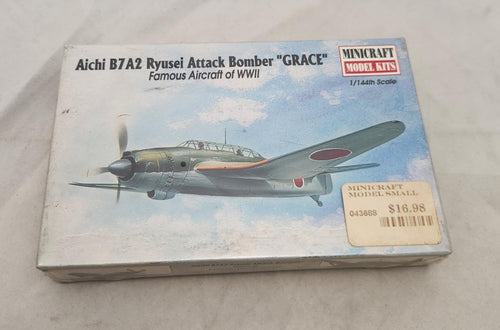 Aichi B7A2 Ryusei Attack Bomber "GRACE"
Famous Aircraft of WWII
MINICRAFT
MODEL KITS
1/144th Scale
MINICRAFT
MODEL SMALL
043688 $16.98